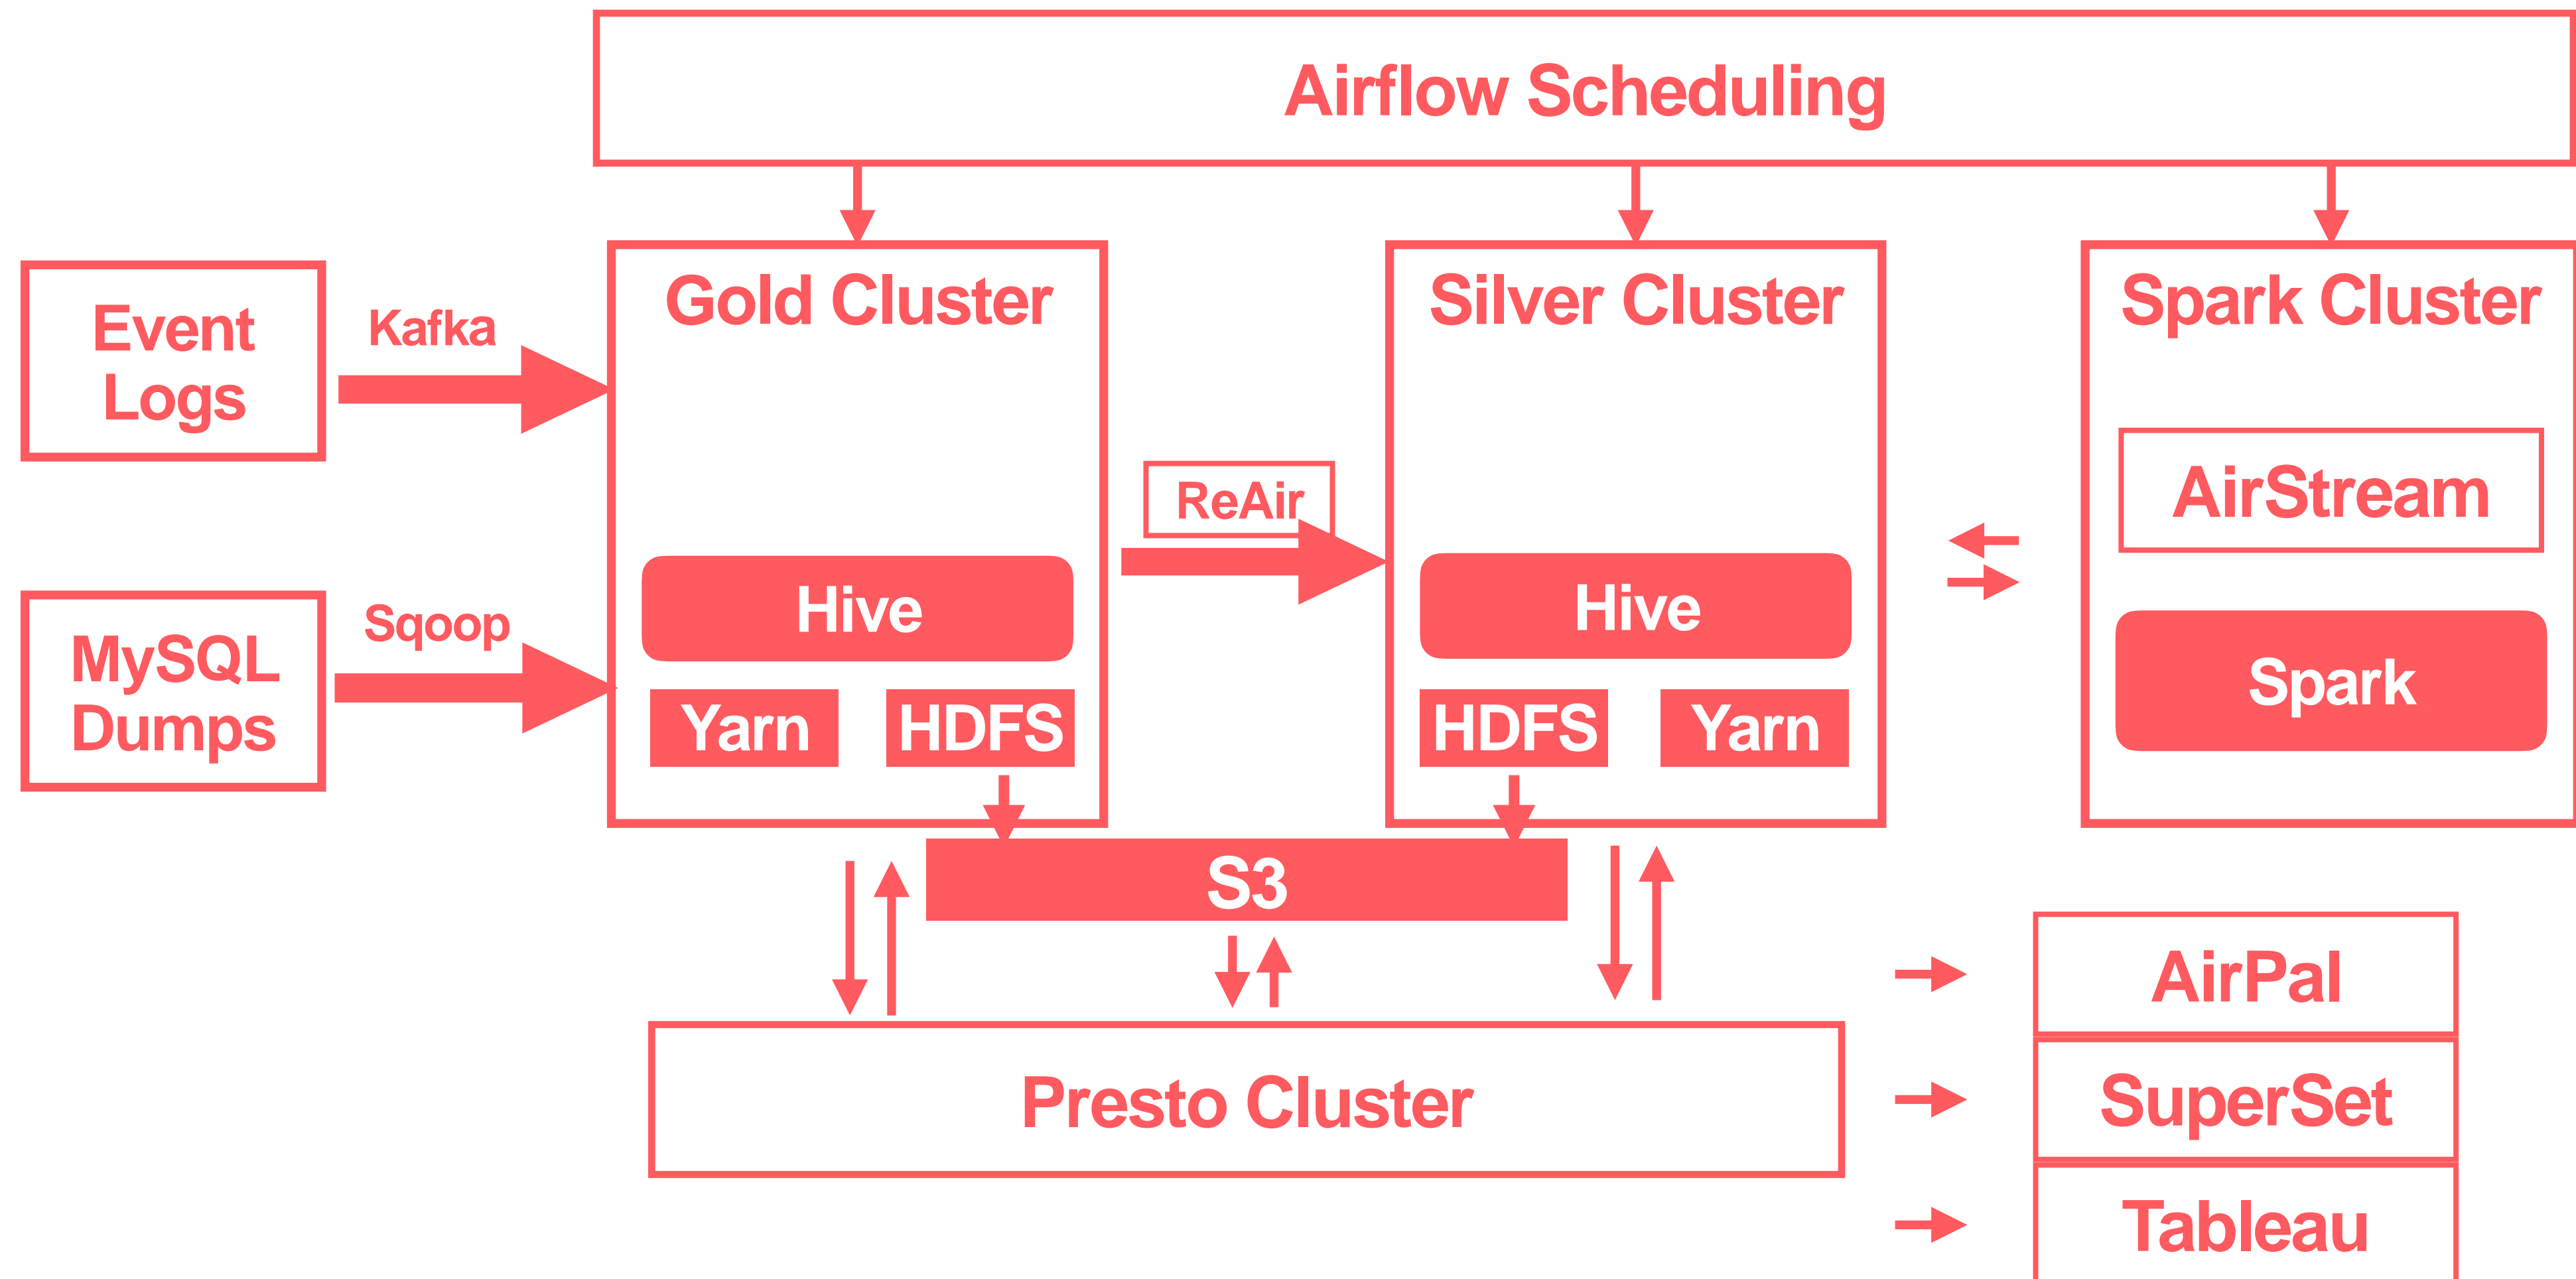 Airflow Scheduling
Event
Logs
Kafka
Gold Cluster
Silver Cluster
Spark Cluster
ReAir
AirStream
MySQL
Dumps
Sqoop
Hive
Hive
Spark
Yarn
HDFS
HDFS
Yarn
S3
Presto Cluster
AirPal
SuperSet
Tableau